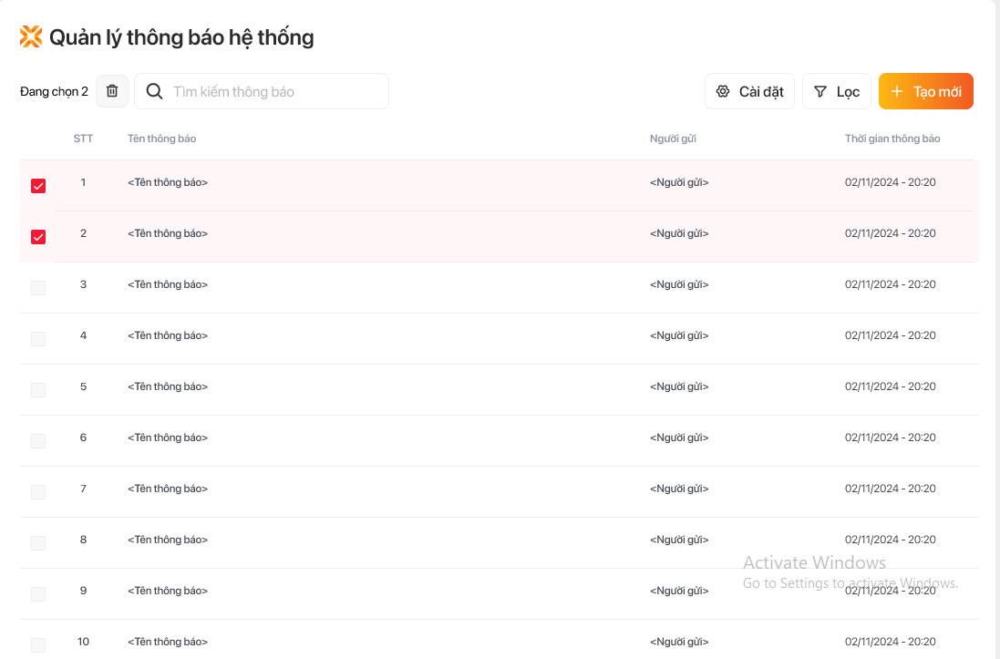 Quản lý thông báo hệ thống
Đang chọn 2 Tìm kiếm thông báo Cài đặt Lọc Tạo mới
STT Tên thông báo Người gửi Thời gian thông báo
1 <Tên thông báo> <Người gửi> 02/11/2024 - 20:20
2 <Tên thông báo> <Người gửi> 02/11/2024 - 20:20
3 <Tên thông báo> <Người gửi> 02/11/2024 - 20:20
4 <Tên thông báo> <Người gửi> 02/11/2024 - 20:20
5 <Tên thông báo> <Người gửi> 02/11/2024 - 20:20
6 <Tên thông báo> <Người gửi> 02/11/2024 - 20:20
7 <Tên thông báo> <Người gửi> 02/11/2024 - 20:20
8 <Tên thông báo> <Người gửi> 02/11/2024 - 20:20
Activate Windows
Go to Settings to activate Windows.
9 <Tên thông báo> <Người gửi> 02/11/2024 - 20:20
10 <Tên thông báo> <Người gửi> 02/11/2024 - 20:20